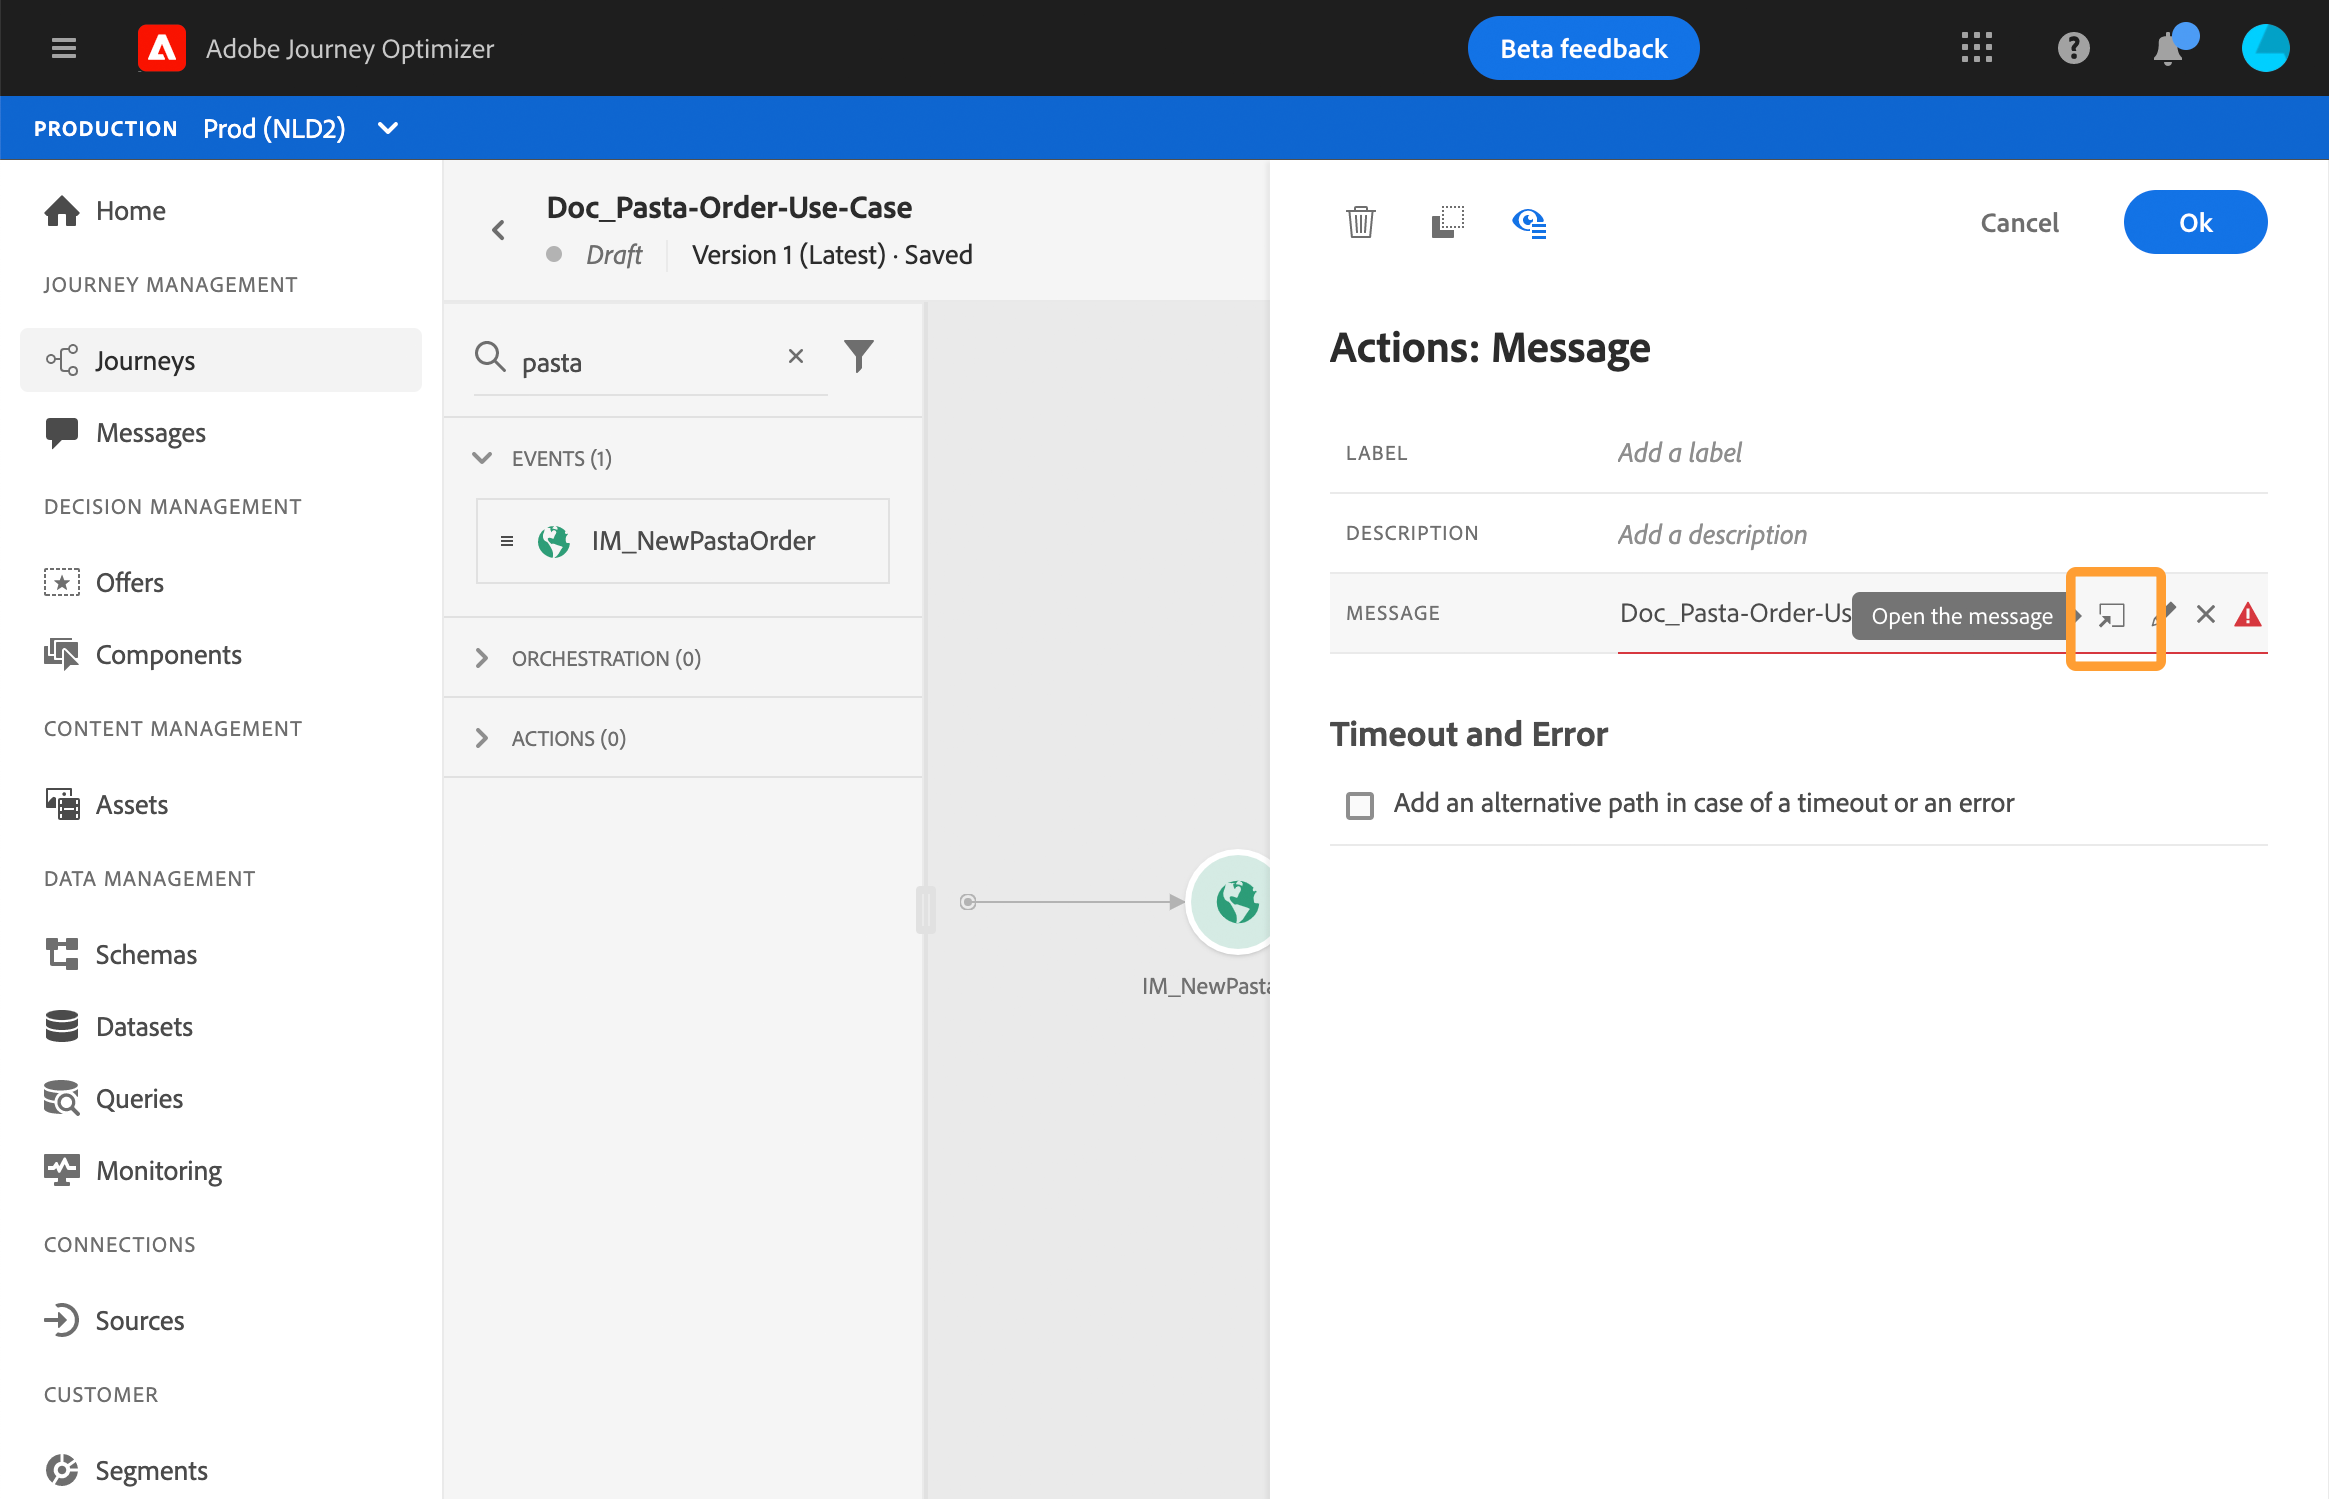 Adobe Journey Optimizer
Beta feedback
PRODUCTION Prod (NLD2)
Home
JOURNEY MANAGEMENT
Journeys
Messages
DECISION MANAGEMENT
Offers
Components
CONTENT MANAGEMENT
Assets
DATA MANAGEMENT
Schemas
Datasets
Queries
Monitoring
CONNECTIONS
Sources
CUSTOMER
Segments
Doc_Pasta-Order-Use-Case
Draft Version 1 (Latest) · Saved
pasta
EVENTS (1)
IM_NewPastaOrder
ORCHESTRATION (0)
ACTIONS (0)
IM_NewPasta
Cancel
Ok
Actions: Message
LABEL Add a label
DESCRIPTION Add a description
MESSAGE Doc_Pasta-Order-Us Open the message
Timeout and Error
Add an alternative path in case of a timeout or an error